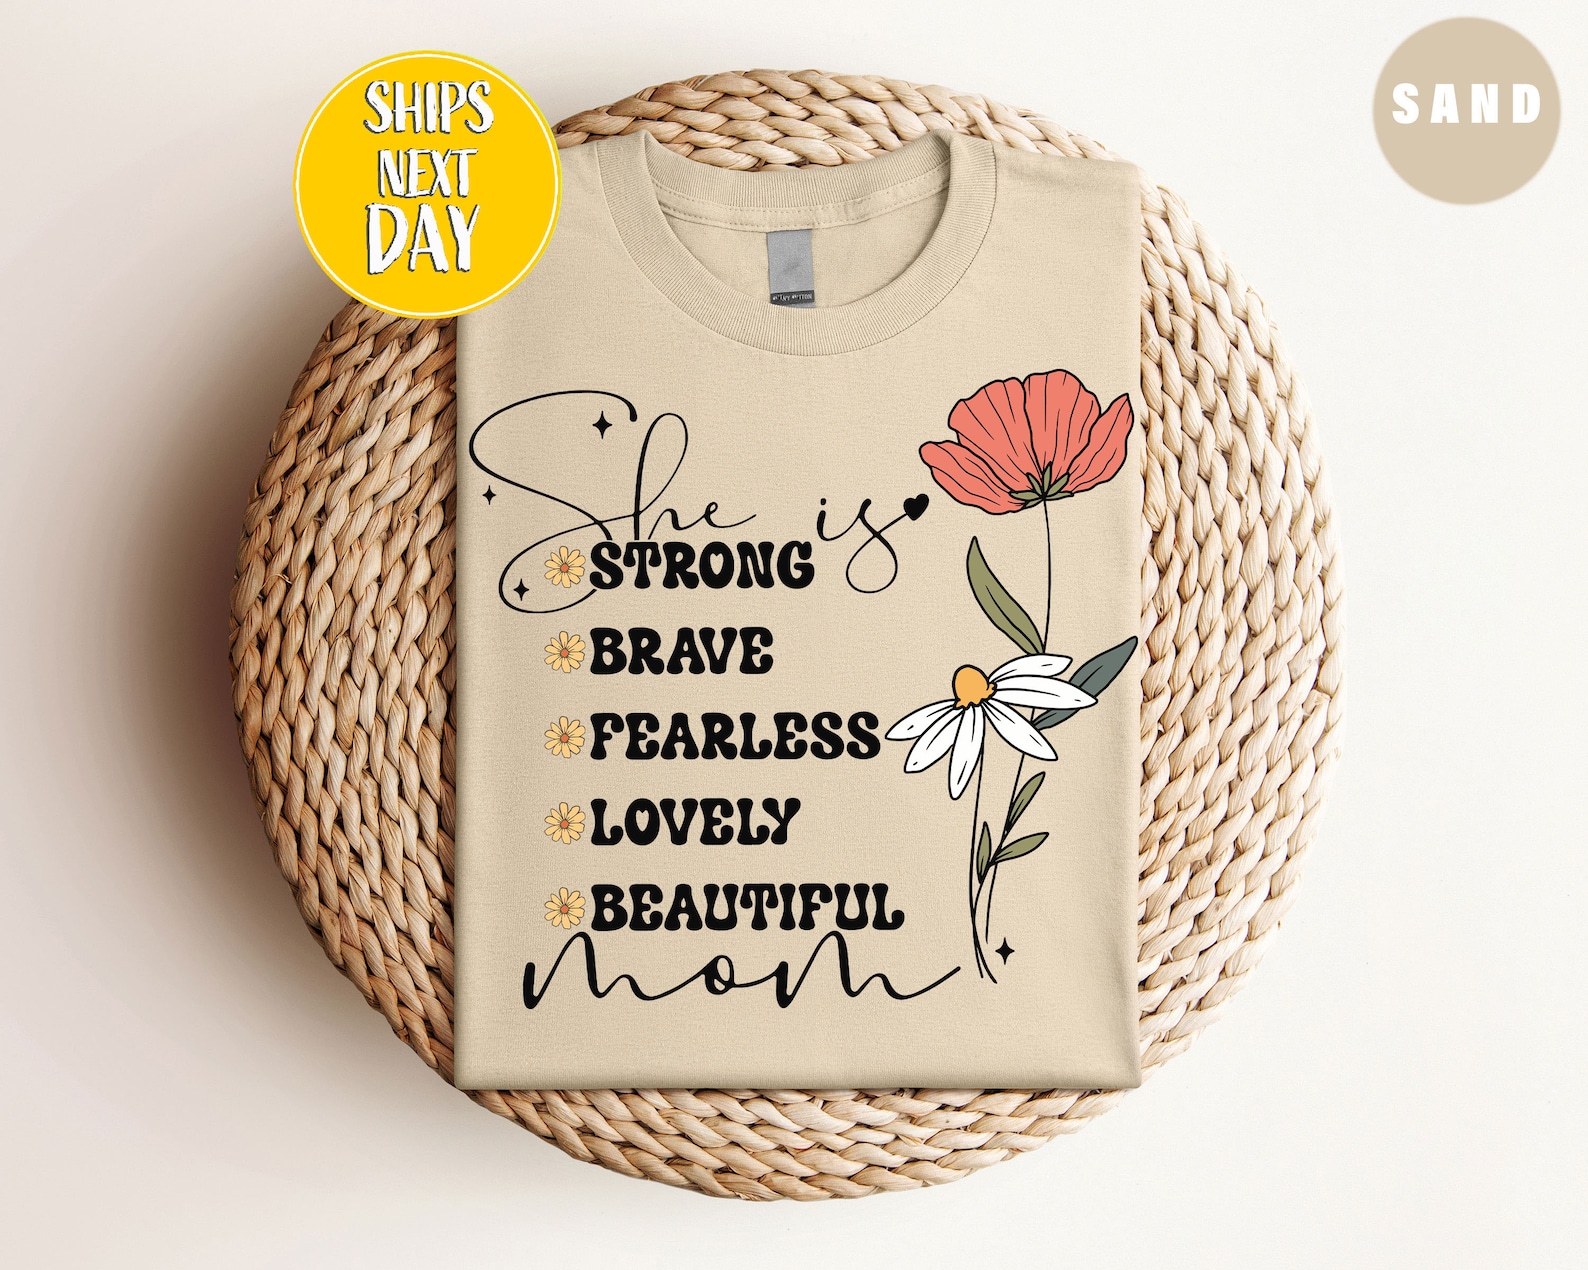 SHIPS
NEXT
DAY
SAND
She is
STRONG
BRAVE
FEARLESS
LOVELY
BEAUTIFUL
mom